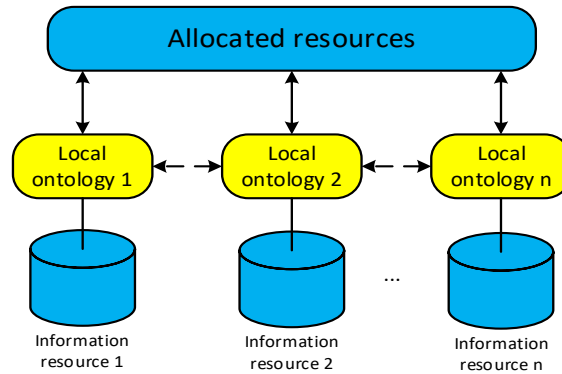 Allocated resources
Local
ontology 1
Local
ontology 2
Local
ontology n
...
Information
resource 1
Information
resource 2
Information
resource n